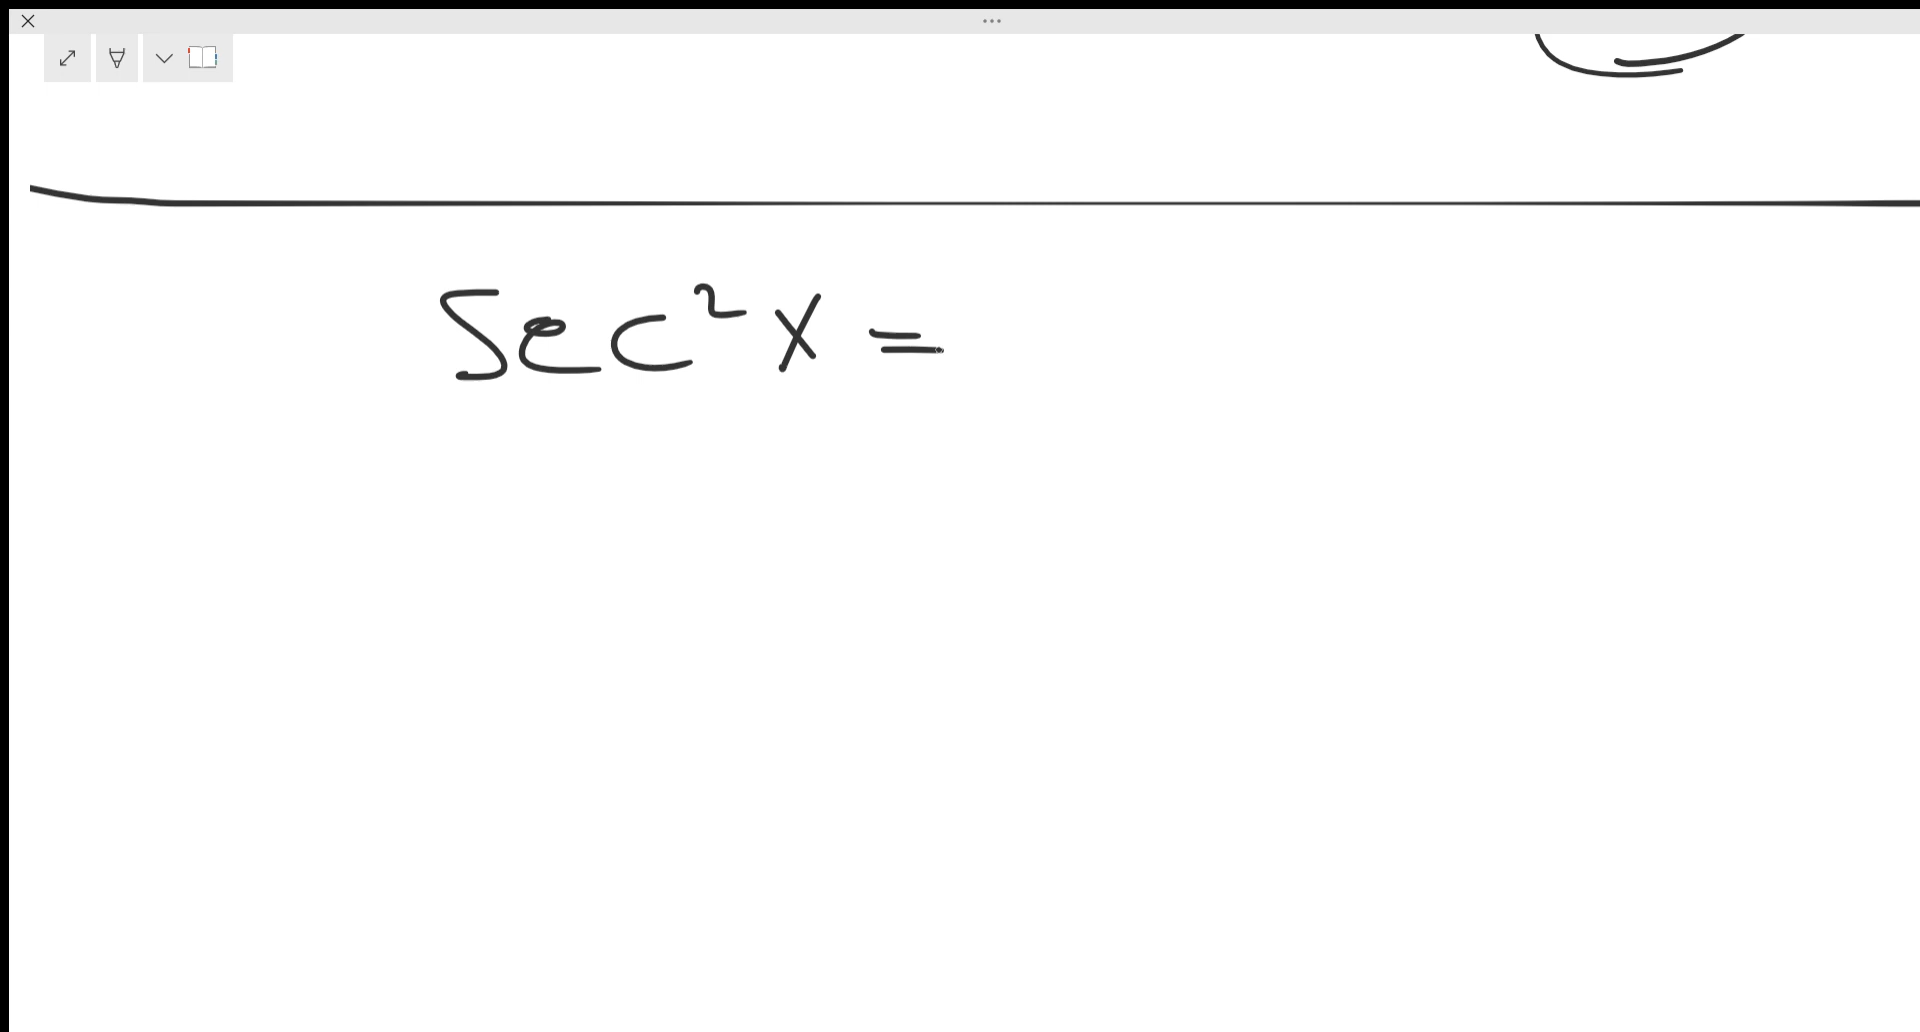 Sec²x =